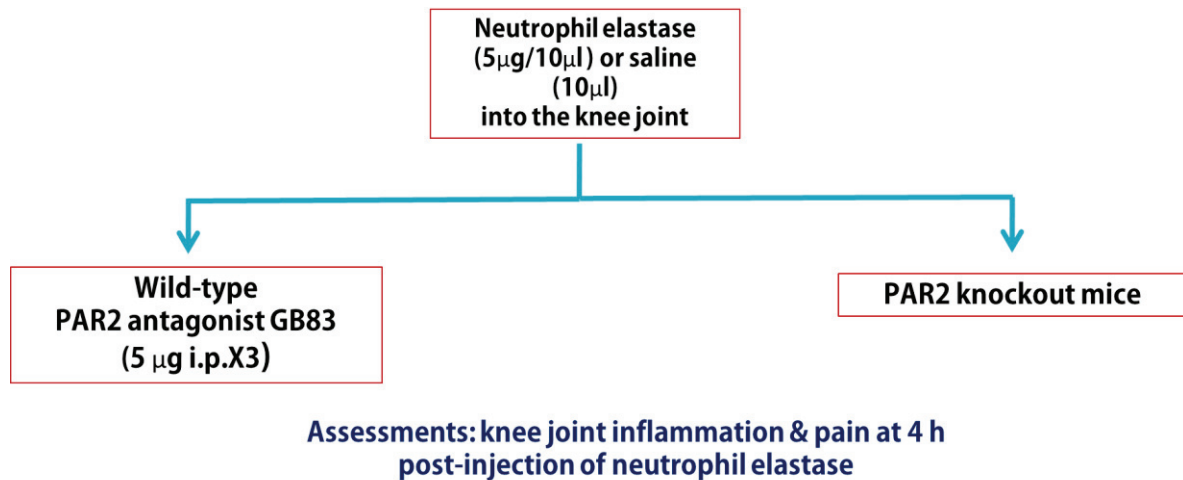 Neutrophil elastase
(5μg/10μl) or saline
(10μl)
into the knee joint
Wild-type
PAR2 antagonist GB83
(5 μg i.p.X3)
PAR2 knockout mice
Assessments: knee joint inflammation & pain at 4 h
post-injection of neutrophil elastase